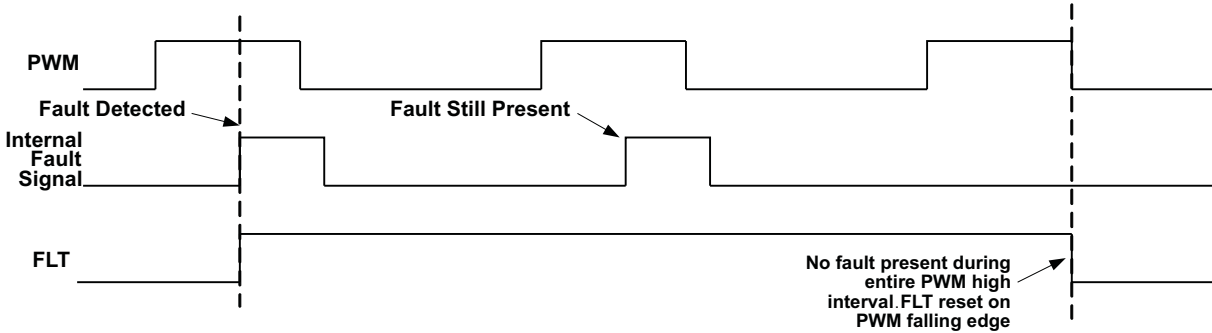 PWM
Fault Detected
Fault Still Present
Internal
Fault
Signal
FLT
No fault present during
entire PWM high
interval.FLT reset on
PWM falling edge